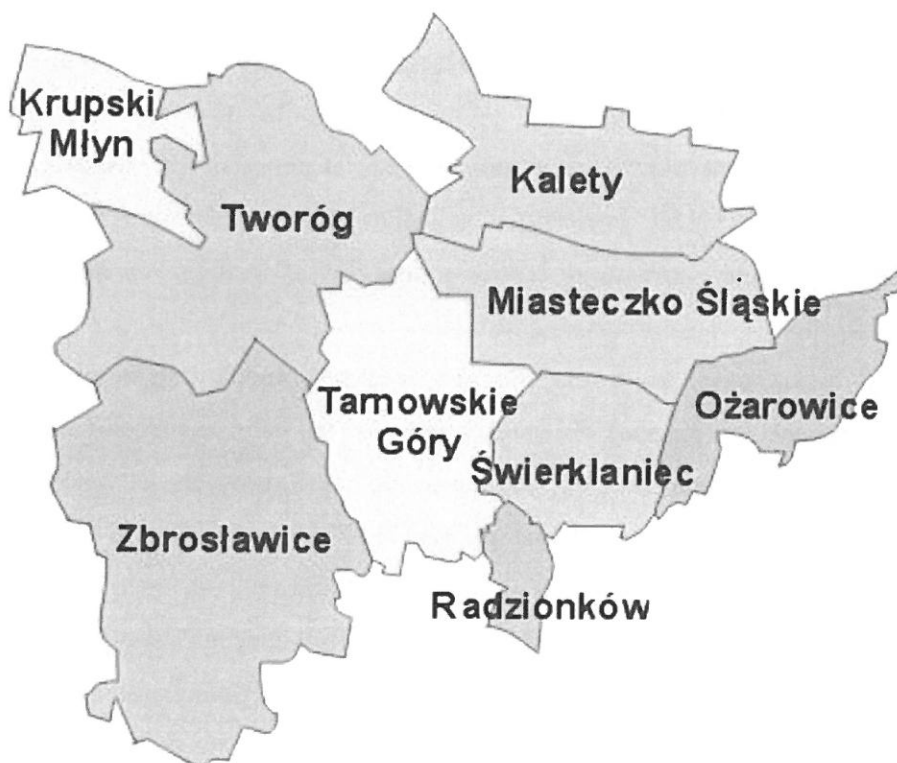 Krupski
Młyn
Kalety
Tworóg
Miasteczko Śląskie
Tarnowskie
Góry
Ożarowice
Świerklaniec
Zbrosławice
Radzionków